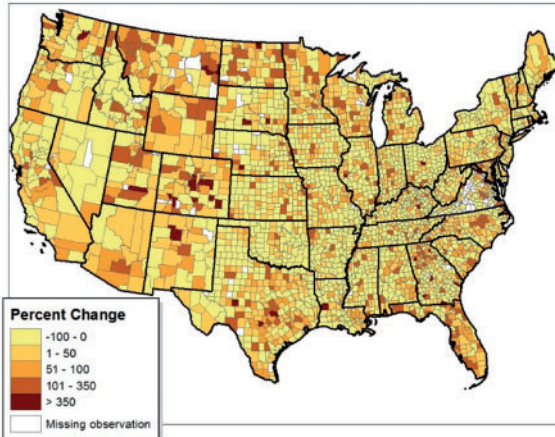 Percent Change
-100 - 0
1 - 50
51 - 100
101 - 350
> 350
Missing observation